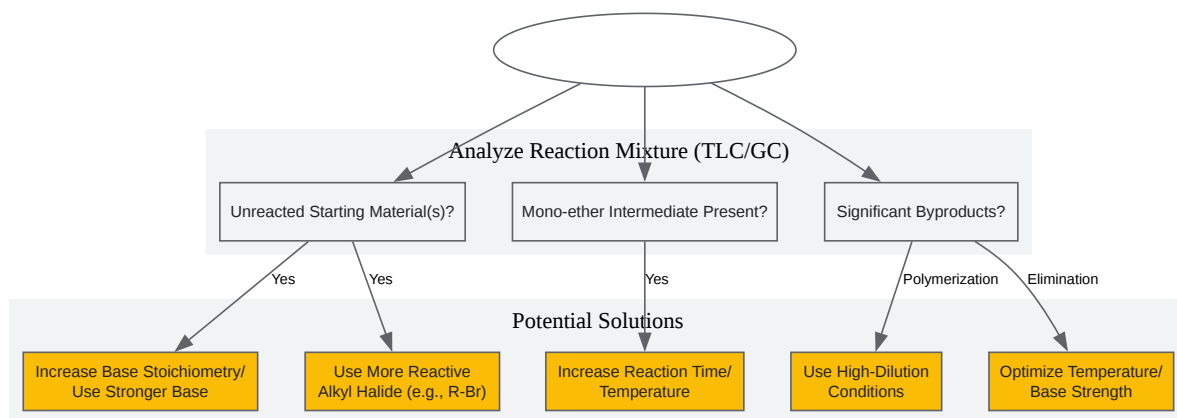 Analyze Reaction Mixture (TLC/GC)
Unreacted Starting Material(s)?
Mono-ether Intermediate Present?
Significant Byproducts?
Yes
Yes
Yes
Polymerization
Elimination
Potential Solutions
Increase Base Stoichiometry/
Use Stronger Base
Use More Reactive
Alkyl Halide (e.g., R-Br)
Increase Reaction Time/
Temperature
Use High-Dilution
Conditions
Optimize Temperature/
Base Strength